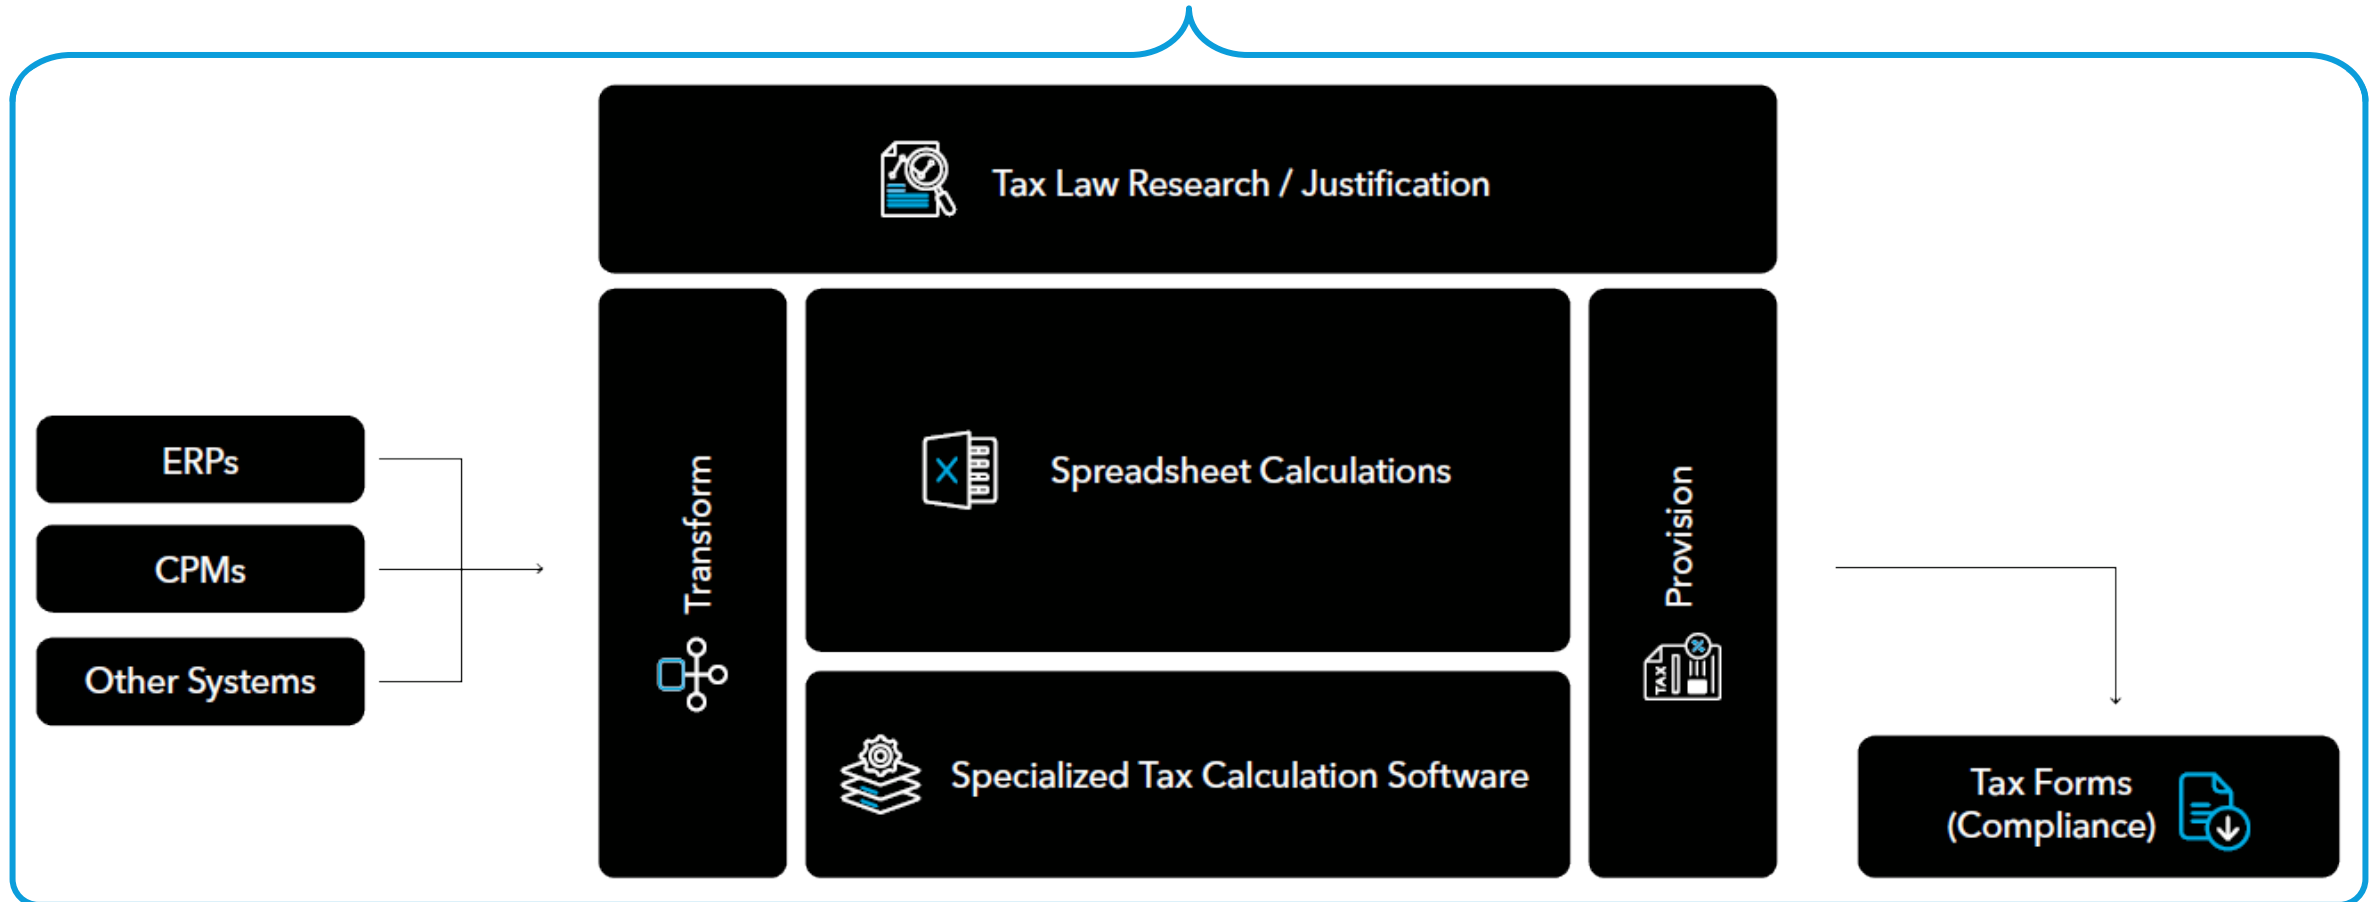 Tax Law Research / Justification
ERPs
CPMs
Other Systems
Transform
Spreadsheet Calculations
Specialized Tax Calculation Software
Provision
TAX
Tax Forms
(Compliance)